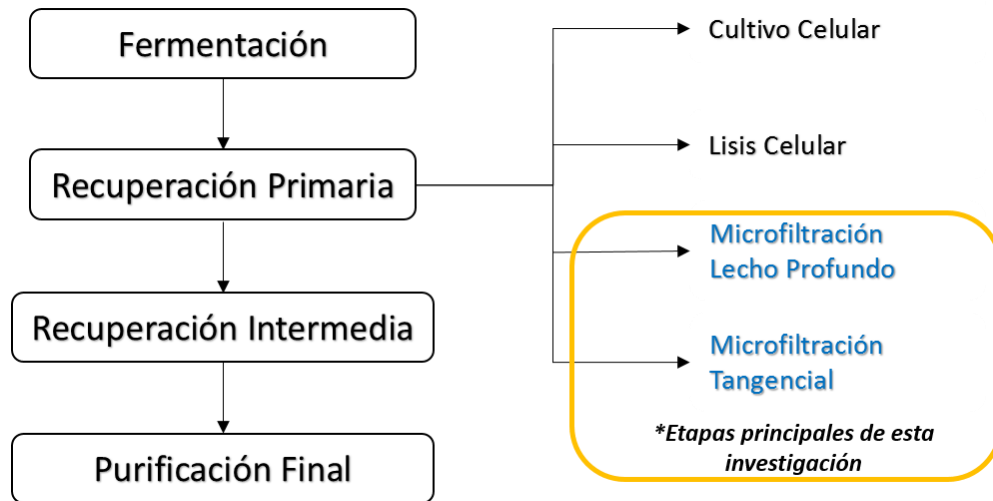 Fermentación
Recuperación Primaria
Recuperación Intermedia
Purificación Final
Cultivo Celular
Lisis Celular
Microfiltración
Lecho Profundo
Microfiltración
Tangencial
*Etapas principales de esta
investigación